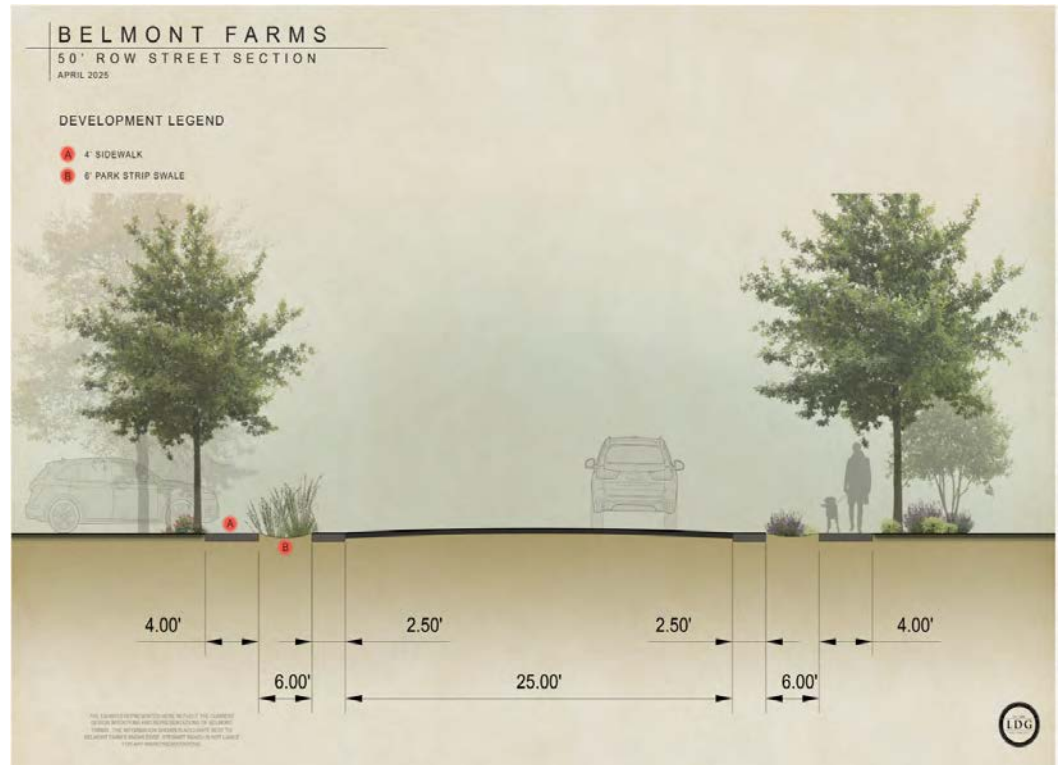 BELMONT FARMS
50' ROW STREET SECTION
APRIL 2025
DEVELOPMENT LEGEND
A 4' SIDEWALK
B 6' PARK STRIP SWALE
A
B
4.00' 2.50' 2.50' 4.00'
6.00' 25.00' 6.00'
LDG